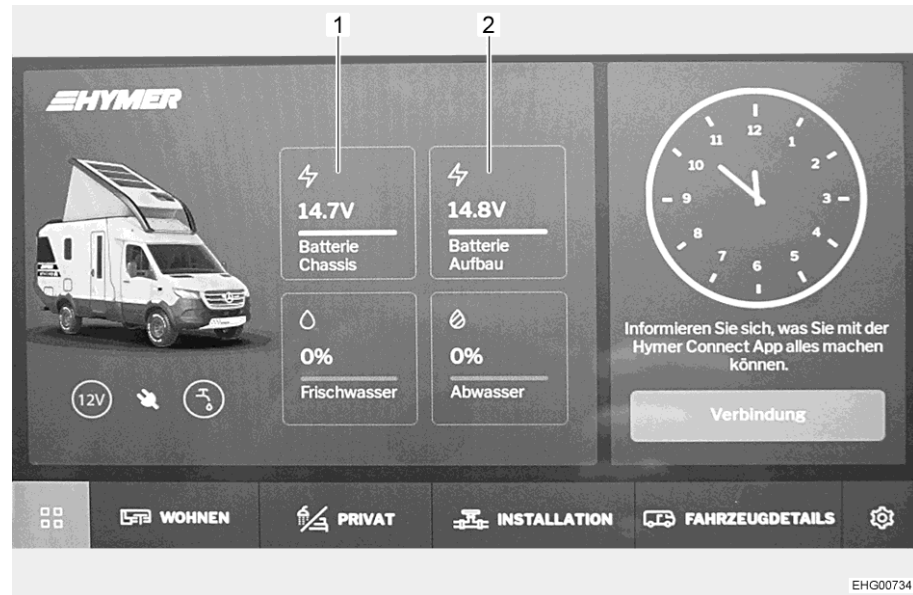 1
2
HYMER
14.7V
Batterie
Chassis
14.8V
Batterie
Aufbau
0%
Frischwasser
0%
Abwasser
12V
12
1
2
3
4
5
6
7
8
9
10
11
Informieren Sie sich, was Sie mit der
Hymer Connect App alles machen
können.
Verbindung
WOHNEN
PRIVAT
INSTALLATION
FAHRZEUGDETAILS
EHG00734